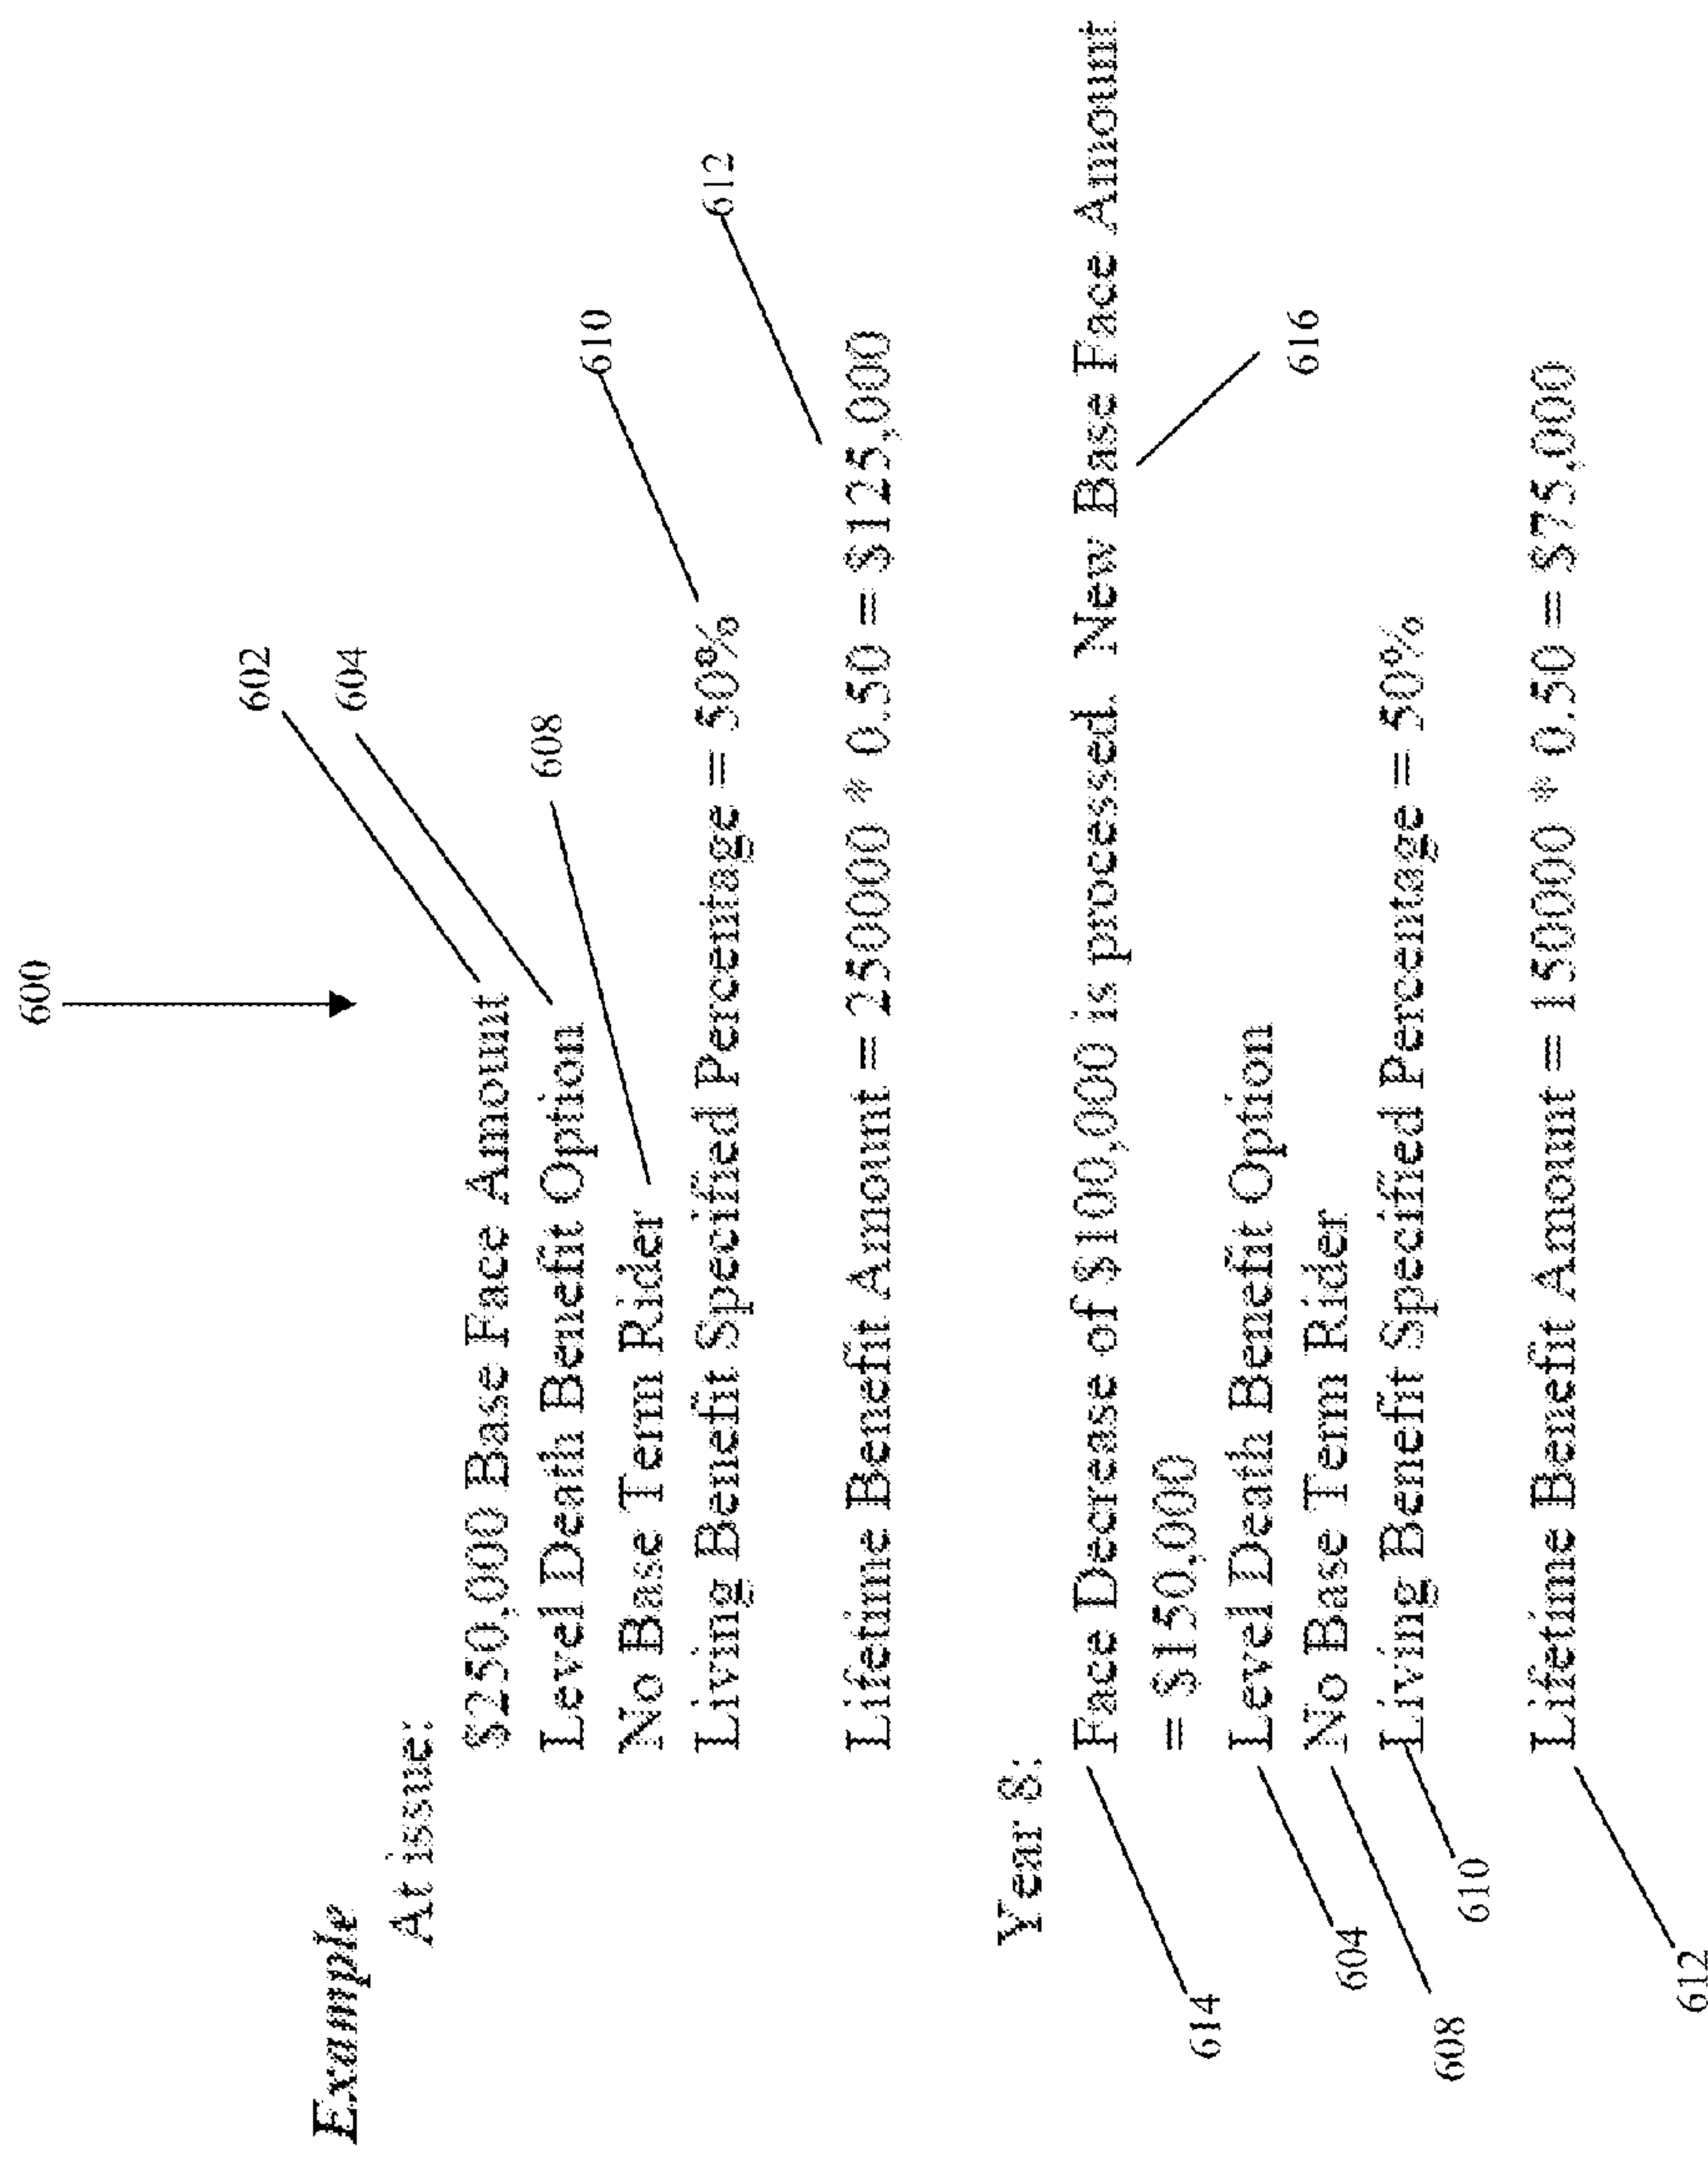 600
Example
At issue:
602
$250,000 Base Face Amount
604
Level Death Benefit Option
608
No Base Term Rider
610
Living Benefit Specified Percentage = 50%
612
Lifetime Benefit Amount = 250000 * 0.50 = $125,000
Year 8:
614
Face Decrease of $100,000 is processed. New Base Face Amount
= $150,000
616
604
Level Death Benefit Option
608
No Base Term Rider
610
Living Benefit Specified Percentage = 50%
612
Lifetime Benefit Amount = 150000 * 0.50 = $75,000